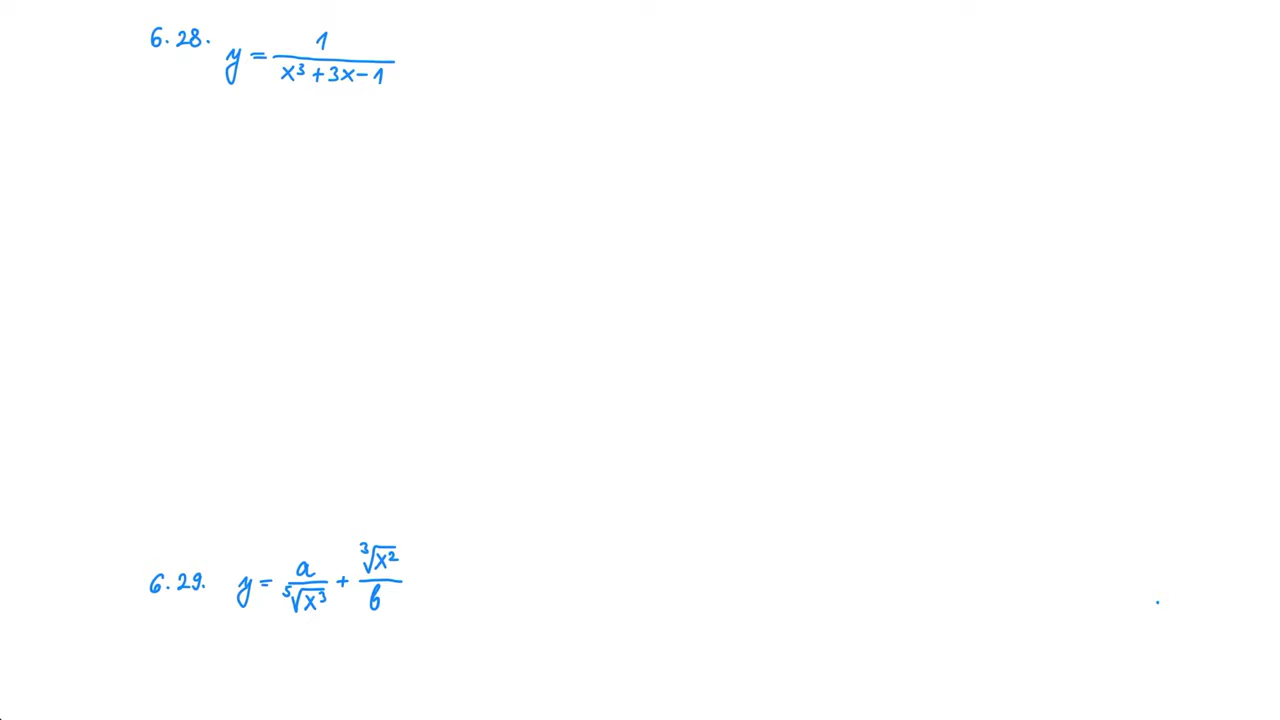 6.28. y = 1 / (x³ + 3x − 1)
6.29. y = a / ⁵√x³ + ³√x² / b